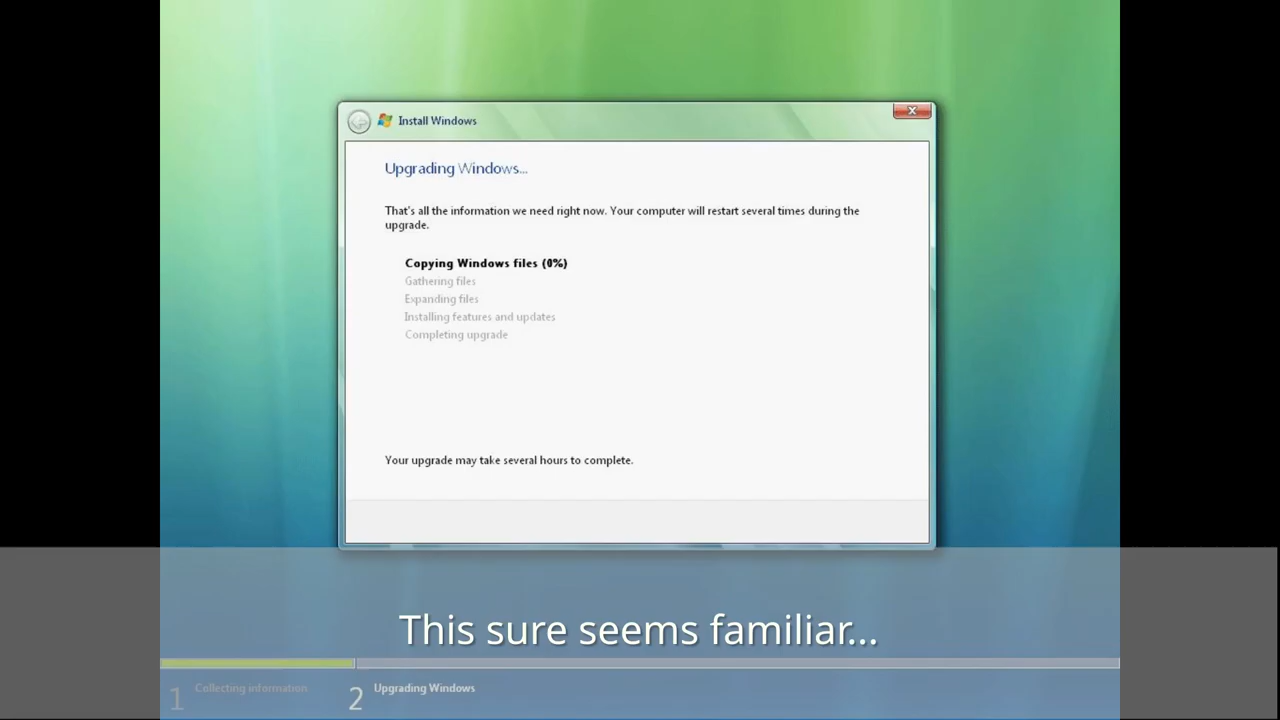 Install Windows
Upgrading Windows...
That's all the information we need right now. Your computer will restart several times during the
upgrade.
Copying Windows files (0%)
Gathering files
Expanding files
Installing features and updates
Completing upgrade
Your upgrade may take several hours to complete.
This sure seems familiar...
1 Collecting information
2 Upgrading Windows